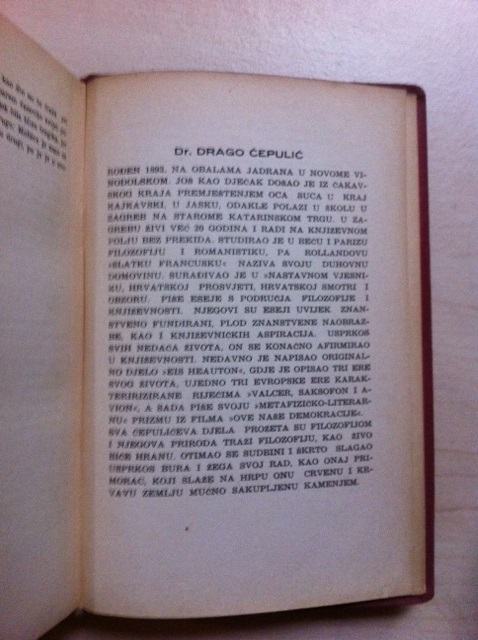 Dr. DRAGO ĆEPULIĆ
ROĐEN 1893. NA OBALAMA JADRANA U NOVOME VI-
NODOLSKOM. JOŠ KAO DJEČAK DOŠAO JE IZ ČAKAV-
SKOG KRAJA PREMJEŠTENJEM OCA SUCA U KRAJ
KAJKAVSKI, U JASKU, ODAKLE POLAZI U ŠKOLU U
ZAGREB NA STAROME KATARINSKOM TRGU. U ZA-
GREBU ŽIVI VEĆ 20 GODINA I RADI NA KNJIŽEVNOM
POLJU BEZ PREKIDA. STUDIRAO JE U BEČU I PARIZU
FILOZOFIJU I ROMANISTIKU, PA ROLLANDOVU
»SLATKU FRANCUSKU« NAZIVA SVOJU DUHOVNU
DOMOVINU. SURAĐIVAO JE U »NASTAVNOM VJESNI-
KU, HRVATSKOJ PROSVJETI, HRVATSKOJ SMOTRI I
OBZORU. PIŠE ESEJE S PODRUČJA FILOZOFIJE I
KNJIŽEVNOSTI. NJEGOVI SU ESEJI UVIJEK ZNAN-
STVENO FUNDIRANI, PLOD ZNANSTVENE NAOBRAZ-
BE, KAO I KNJIŽEVNIČKIH ASPIRACIJA. USPRKOS
SVIH NEDAĆA ŽIVOTA, ON SE KONAČNO AFIRMIRAO
U KNJIŽEVNOSTI. NEDAVNO JE NAPISAO ORIGINAL-
NO DJELO »EIS HEAUTON«, GDJE JE OPISAO TRI ERE
SVOG ŽIVOTA, UJEDNO TRI EVROPSKE ERE KARAK-
TERIRIZIRANE RIJEČIMA »VALCER, SAKSOFON I A-
VION«, A SADA PIŠE SVOJU »METAFIZIČKO-LITERAR-
NU« PRIZMU IZ FILMA »OVE NAŠE DEMOKRACIJE«.
SVA ĆEPULIĆEVA DJELA PROŽETA SU FILOZOFIJOM
I NJEGOVA PRIRODA TRAŽI FILOZOFIJU, KAO ŽIVO
BIĆE HRANU. OTIMAO SE SUDBINI I ŠKRTO SLAGAO
USPRKOS BURA I ŽEGA SVOJ RAD, KAO ONAJ PRI-
MORAC, KOJI SLAŽE NA HRPU ONU CRVENU I KR-
VAVU ZEMLJU MUČNO SAKUPLJENU KAMENJEM.